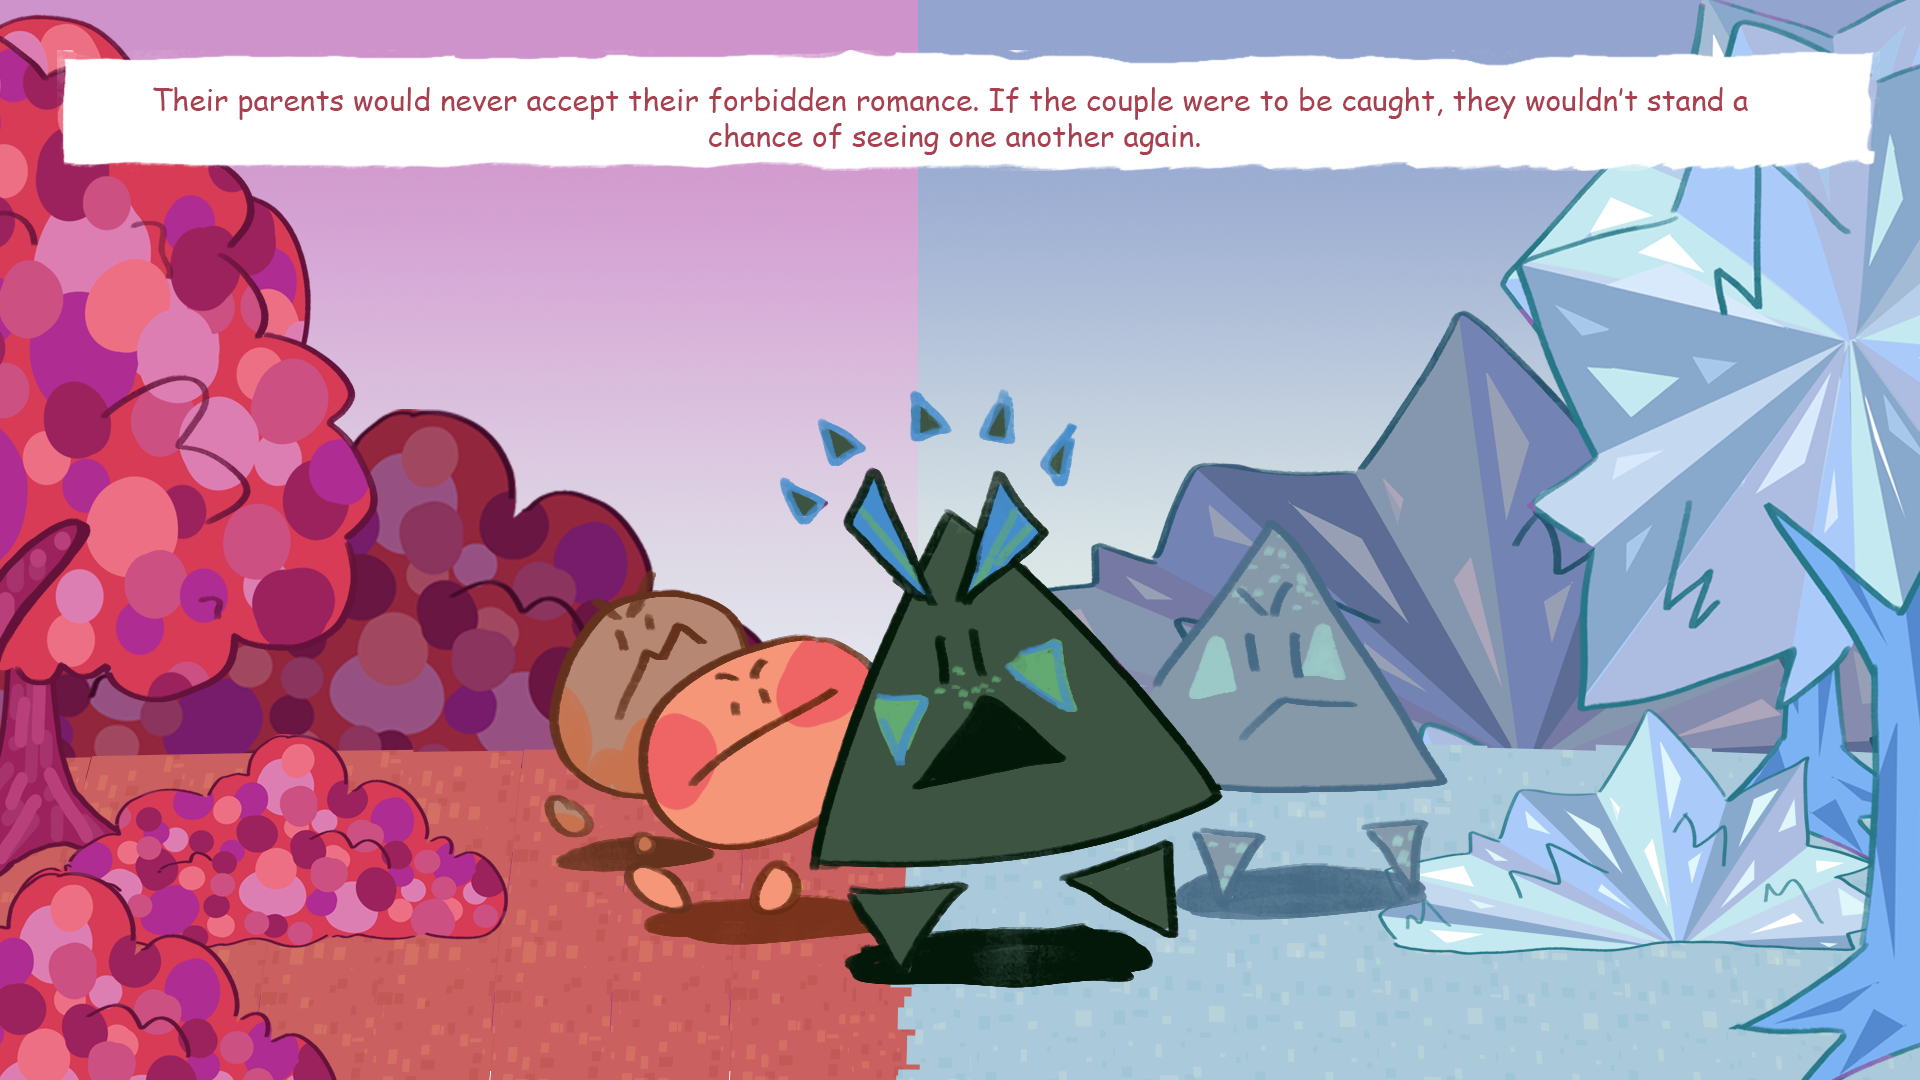 Their parents would never accept their forbidden romance. If the couple were to be caught, they wouldn’t stand a
chance of seeing one another again.